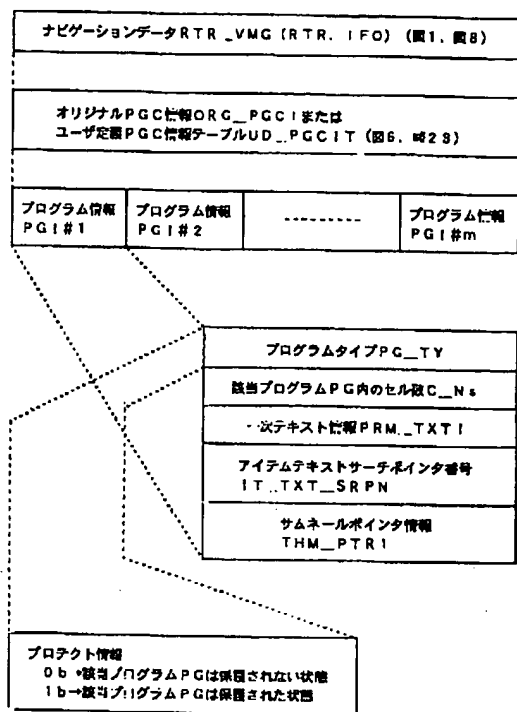 ナビゲーションデータRTR_VMG (RTR. IFO) (図1, 図8)
オリジナルPGC情報ORG_PGCIまたは
ユーザ定義PGC情報テーブルUD_PGCIT (図6, 図28)
プログラム情報
PGI#1
プログラム情報
PGI#2
---------
プログラム情報
PGI#m
プログラムタイプPG_TY
該当プログラムPG内のセル数C_Ns
一次テキスト情報PRM_TXTI
アイテムテキストサーチポインタ番号
IT_TXT_SRPN
サムネールポインタ情報
THM_PTRI
プロテクト情報
0b→該当プログラムPGは保護されない状態
1b→該当プログラムPGは保護された状態